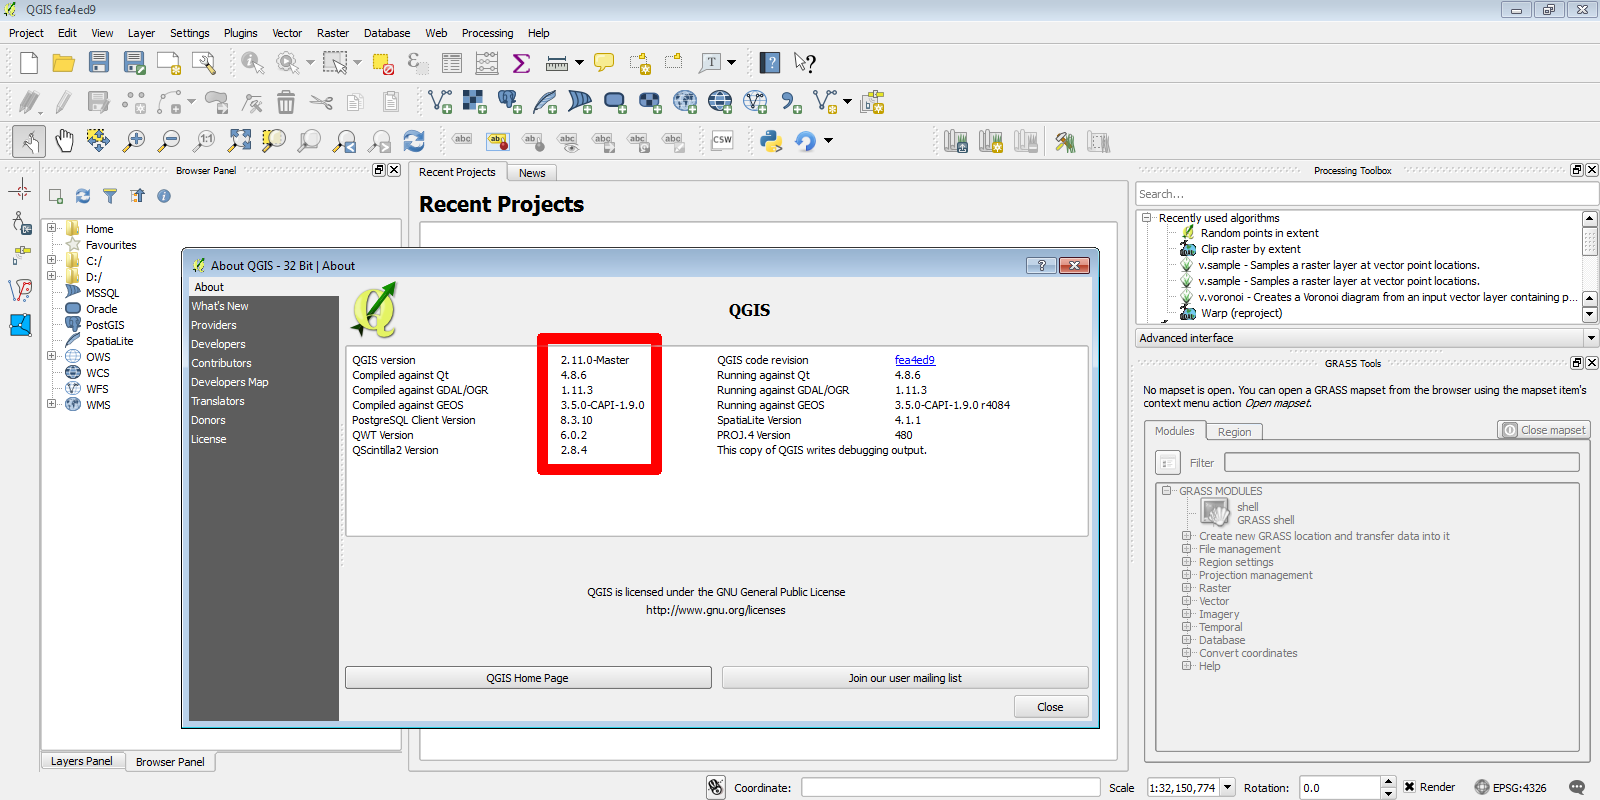 QGIS fea4ed9
Project Edit View Layer Settings Plugins Vector Raster Database Web Processing Help
T
1:1 abc ab abc abc abc abc CSW
Browser Panel
Home
Favourites
C:/
D:/
MSSQL
Oracle
PostGIS
SpatiaLite
OWS
WCS
WFS
WMS
Layers Panel Browser Panel
Recent Projects News
Recent Projects
About QGIS - 32 Bit | About
About
What's New
Providers
Developers
Contributors
Developers Map
Translators
Donors
License
QGIS
QGIS version 2.11.0-Master QGIS code revision fea4ed9
Compiled against Qt 4.8.6 Running against Qt 4.8.6
Compiled against GDAL/OGR 1.11.3 Running against GDAL/OGR 1.11.3
Compiled against GEOS 3.5.0-CAPI-1.9.0 Running against GEOS 3.5.0-CAPI-1.9.0 r4084
PostgreSQL Client Version 8.3.10 SpatiaLite Version 4.1.1
QWT Version 6.0.2 PROJ.4 Version 480
QScintilla2 Version 2.8.4 This copy of QGIS writes debugging output.
QGIS is licensed under the GNU General Public License
http://www.gnu.org/licenses
QGIS Home Page Join our user mailing list
Close
Processing Toolbox
Search...
Recently used algorithms
Random points in extent
Clip raster by extent
v.sample - Samples a raster layer at vector point locations.
v.sample - Samples a raster layer at vector point locations.
v.voronoi - Creates a Voronoi diagram from an input vector layer containing p...
Warp (reproject)
Advanced interface
GRASS Tools
No mapset is open. You can open a GRASS mapset from the browser using the mapset item's
context menu action Open mapset.
Modules Region Close mapset
Filter
GRASS MODULES
shell
GRASS shell
Create new GRASS location and transfer data into it
File management
Region settings
Projection management
Raster
Vector
Imagery
Temporal
Database
Convert coordinates
Help
Coordinate: Scale 1:32,150,774 Rotation: 0.0 Render EPSG:4326